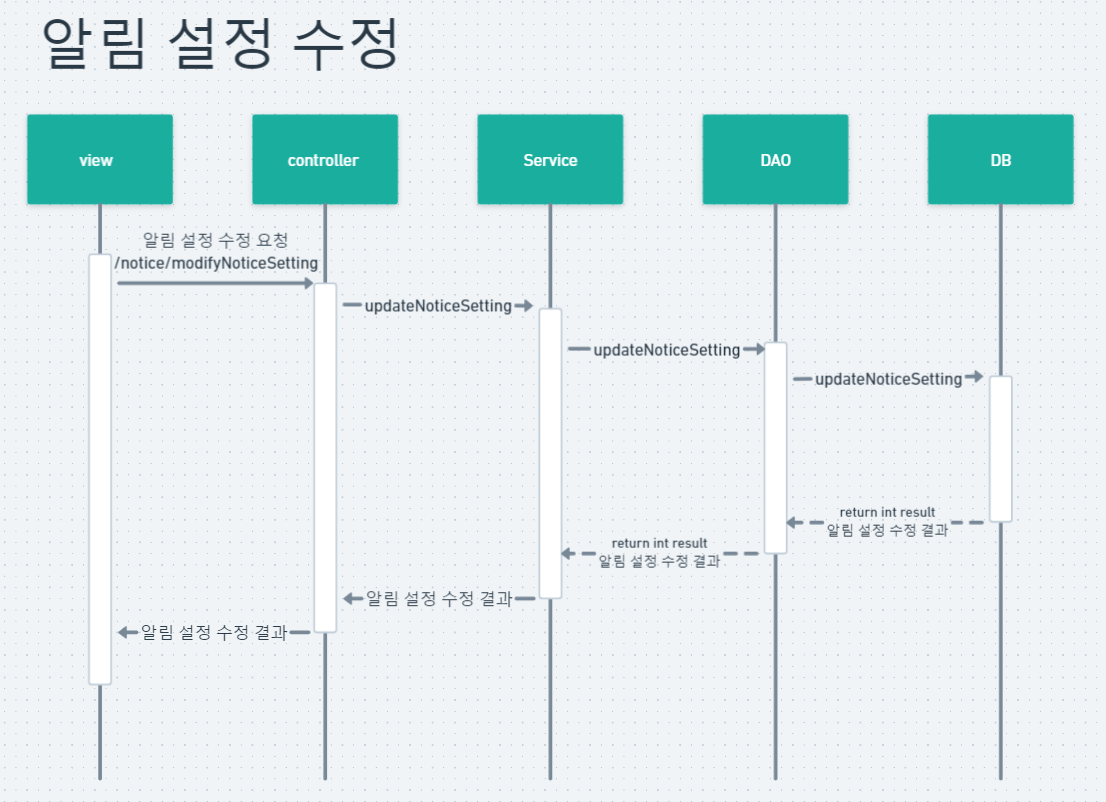 알림 설정 수정
view
controller
Service
DAO
DB
알림 설정 수정 요청
/notice/modifyNoticeSetting
updateNoticeSetting
updateNoticeSetting
updateNoticeSetting
return int result
알림 설정 수정 결과
return int result
알림 설정 수정 결과
알림 설정 수정 결과
알림 설정 수정 결과